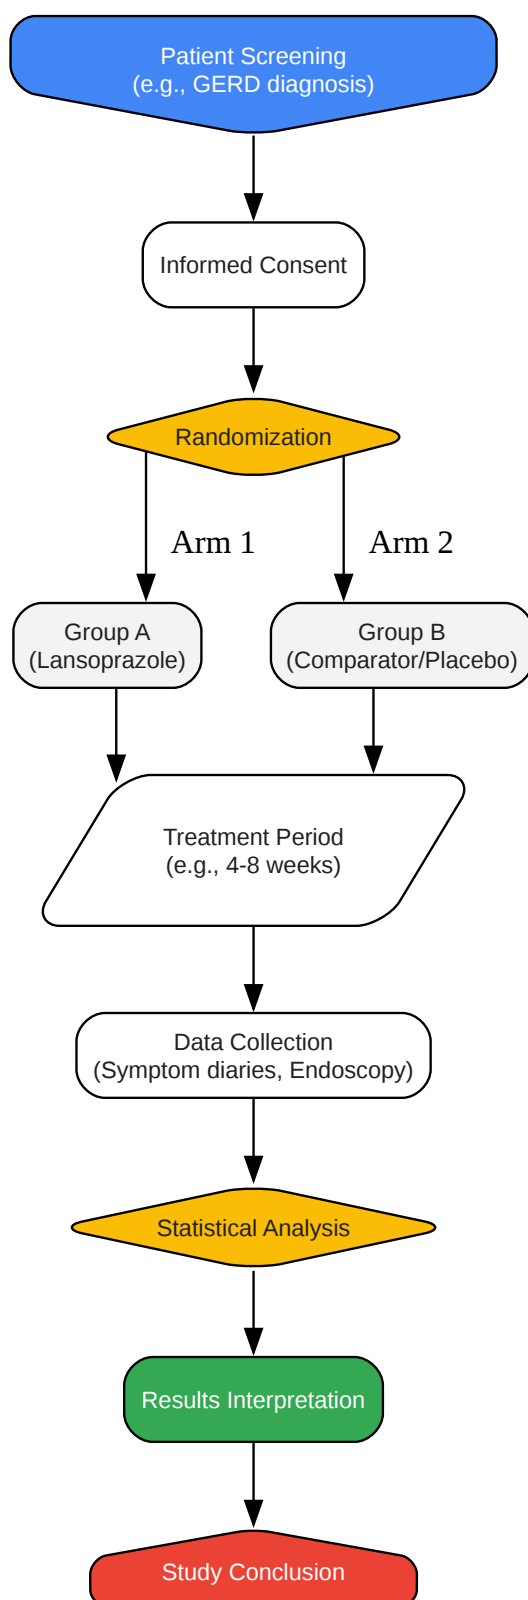 Patient Screening
(e.g., GERD diagnosis)
Informed Consent
Randomization
Arm 1
Arm 2
Group A
(Lansoprazole)
Group B
(Comparator/Placebo)
Treatment Period
(e.g., 4-8 weeks)
Data Collection
(Symptom diaries, Endoscopy)
Statistical Analysis
Results Interpretation
Study Conclusion